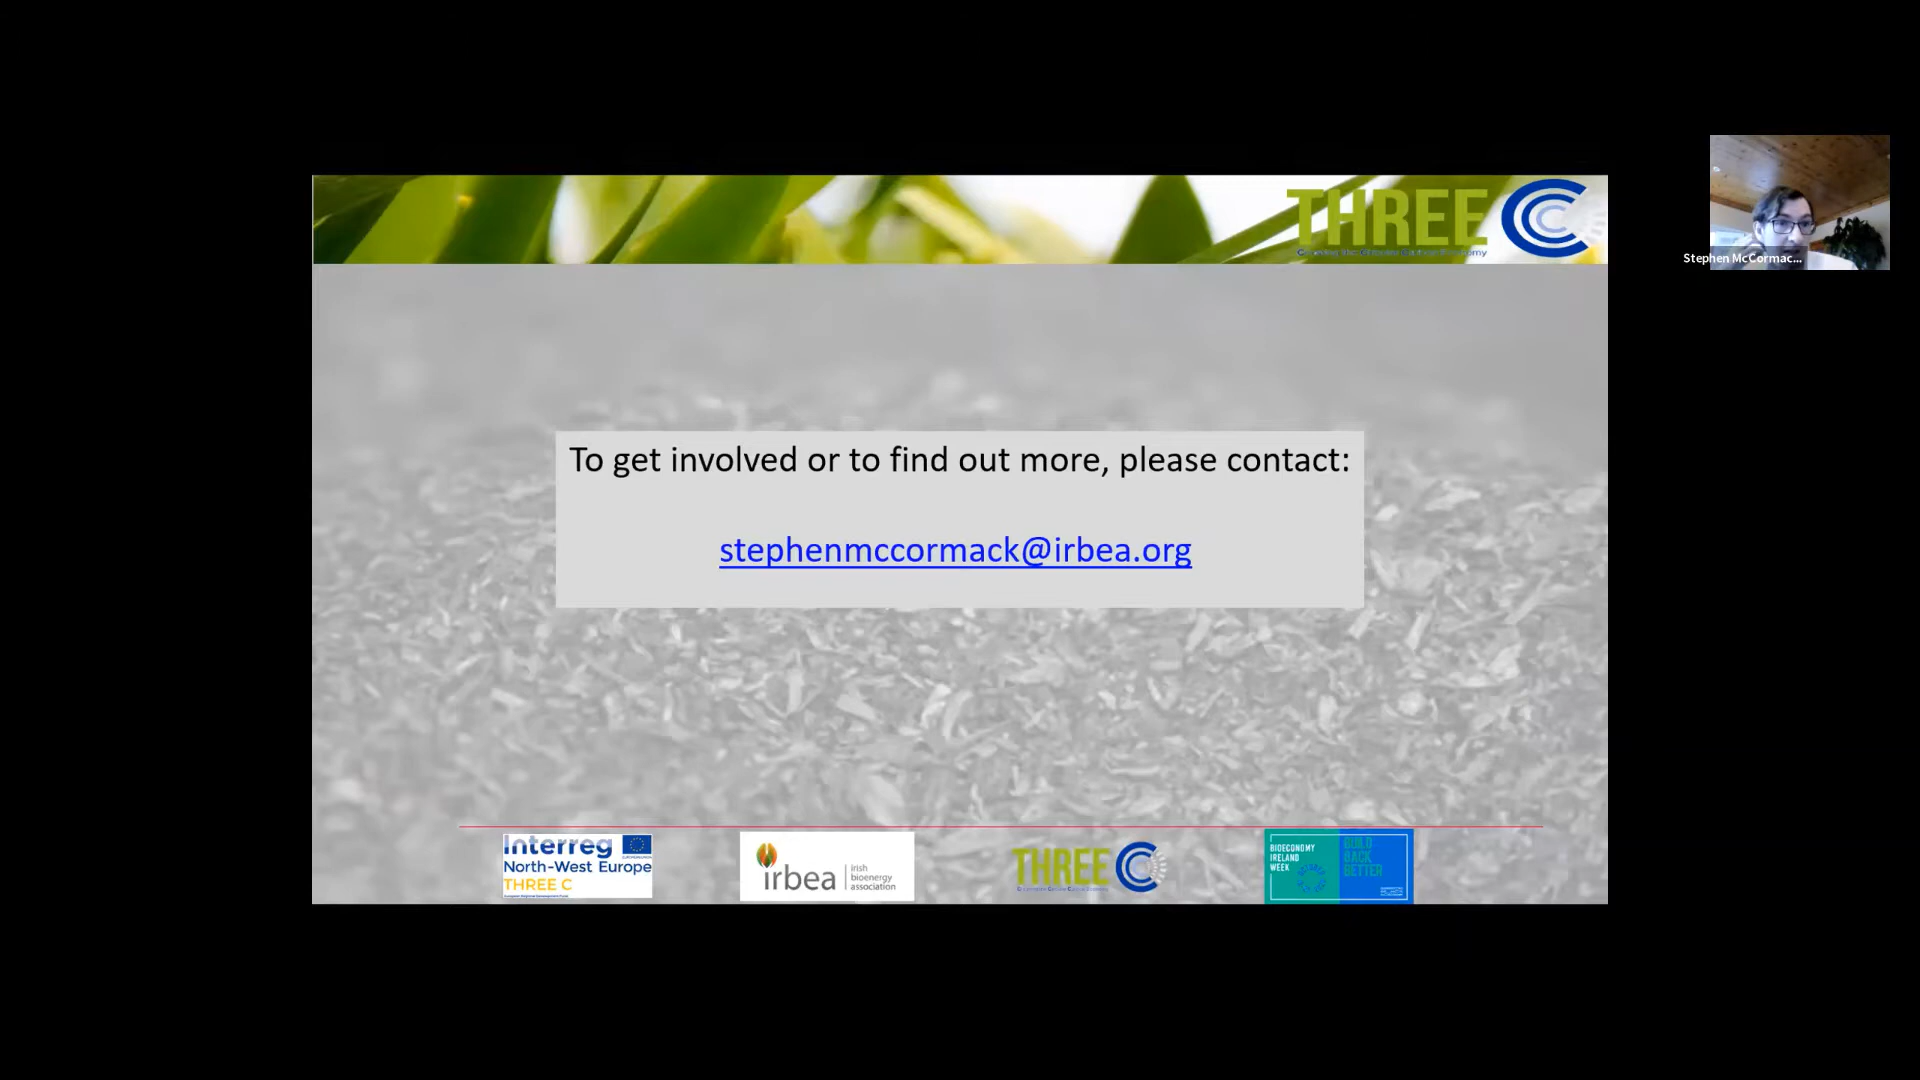 THREE C
Stephen McCormac...
To get involved or to find out more, please contact:
stephenmccormack@irbea.org
Interreg
North-West Europe
THREE C
irbea
irish
bioenergy
association
THREE C
BIOECONOMY
IRELAND
WEEK
BUILD
BACK
BETTER